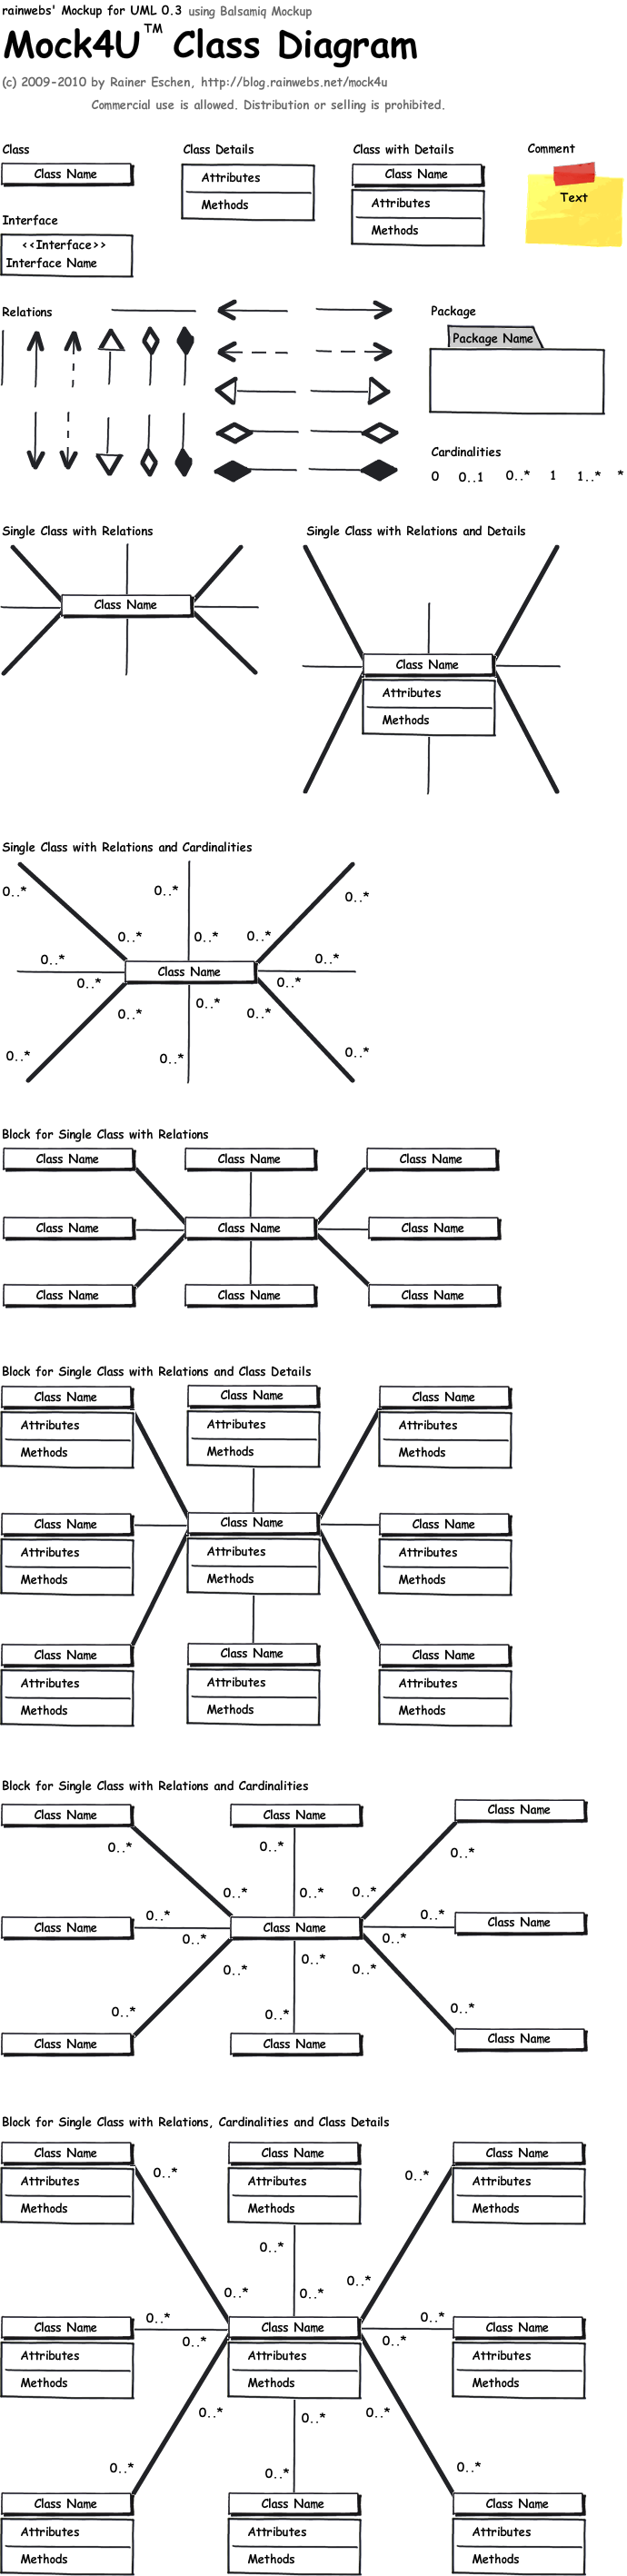 rainwebs' Mockup for UML 0.3 using Balsamiq Mockup
Mock4U™ Class Diagram
(c) 2009-2010 by Rainer Eschen, http://blog.rainwebs.net/mock4u
Commercial use is allowed. Distribution or selling is prohibited.
Class
Class Name
Class Details
Attributes
Methods
Class with Details
Class Name
Attributes
Methods
Comment
Text
Interface
<<Interface>>
Interface Name
Relations
Package
Package Name
Cardinalities
0 0..1 0..* 1 1..* *
Single Class with Relations
Class Name
Single Class with Relations and Details
Class Name
Attributes
Methods
Single Class with Relations and Cardinalities
0..* 0..* 0..*
0..* 0..* 0..*
0..* 0..*
Class Name
0..* 0..*
0..* 0..* 0..*
0..* 0..* 0..*
Block for Single Class with Relations
Class Name Class Name Class Name
Class Name Class Name Class Name
Class Name Class Name Class Name
Block for Single Class with Relations and Class Details
Class Name Class Name Class Name
Attributes Attributes Attributes
Methods Methods Methods
Class Name Class Name Class Name
Attributes Attributes Attributes
Methods Methods Methods
Class Name Class Name Class Name
Attributes Attributes Attributes
Methods Methods Methods
Block for Single Class with Relations and Cardinalities
Class Name Class Name Class Name
0..* 0..* 0..*
0..* 0..* 0..*
0..* 0..*
Class Name Class Name Class Name
0..* 0..*
0..* 0..* 0..*
0..* 0..* 0..*
Class Name Class Name Class Name
Block for Single Class with Relations, Cardinalities and Class Details
Class Name Class Name Class Name
0..* 0..*
Attributes Attributes Attributes
Methods Methods Methods
0..*
0..* 0..* 0..*
0..* 0..*
Class Name Class Name Class Name
0..* 0..*
Attributes Attributes Attributes
Methods Methods Methods
0..* 0..* 0..*
0..* 0..* 0..*
Class Name Class Name Class Name
Attributes Attributes Attributes
Methods Methods Methods